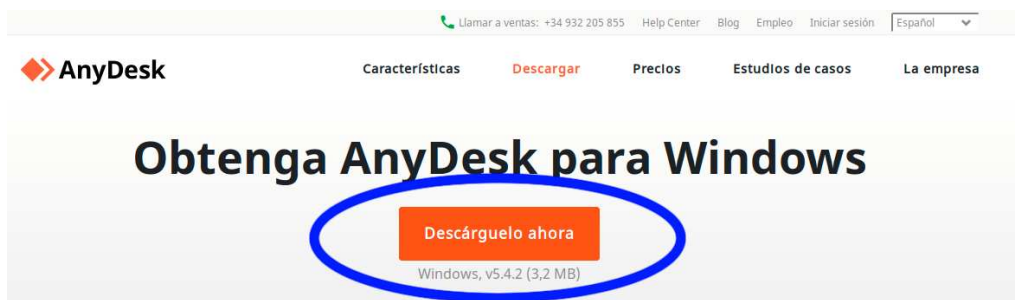 Llamar a ventas: +34 932 205 855 Help Center Blog Empleo Iniciar sesión Español
AnyDesk Características Descargar Precios Estudios de casos La empresa
Obtenga AnyDesk para Windows
Descárguelo ahora
Windows, v5.4.2 (3,2 MB)